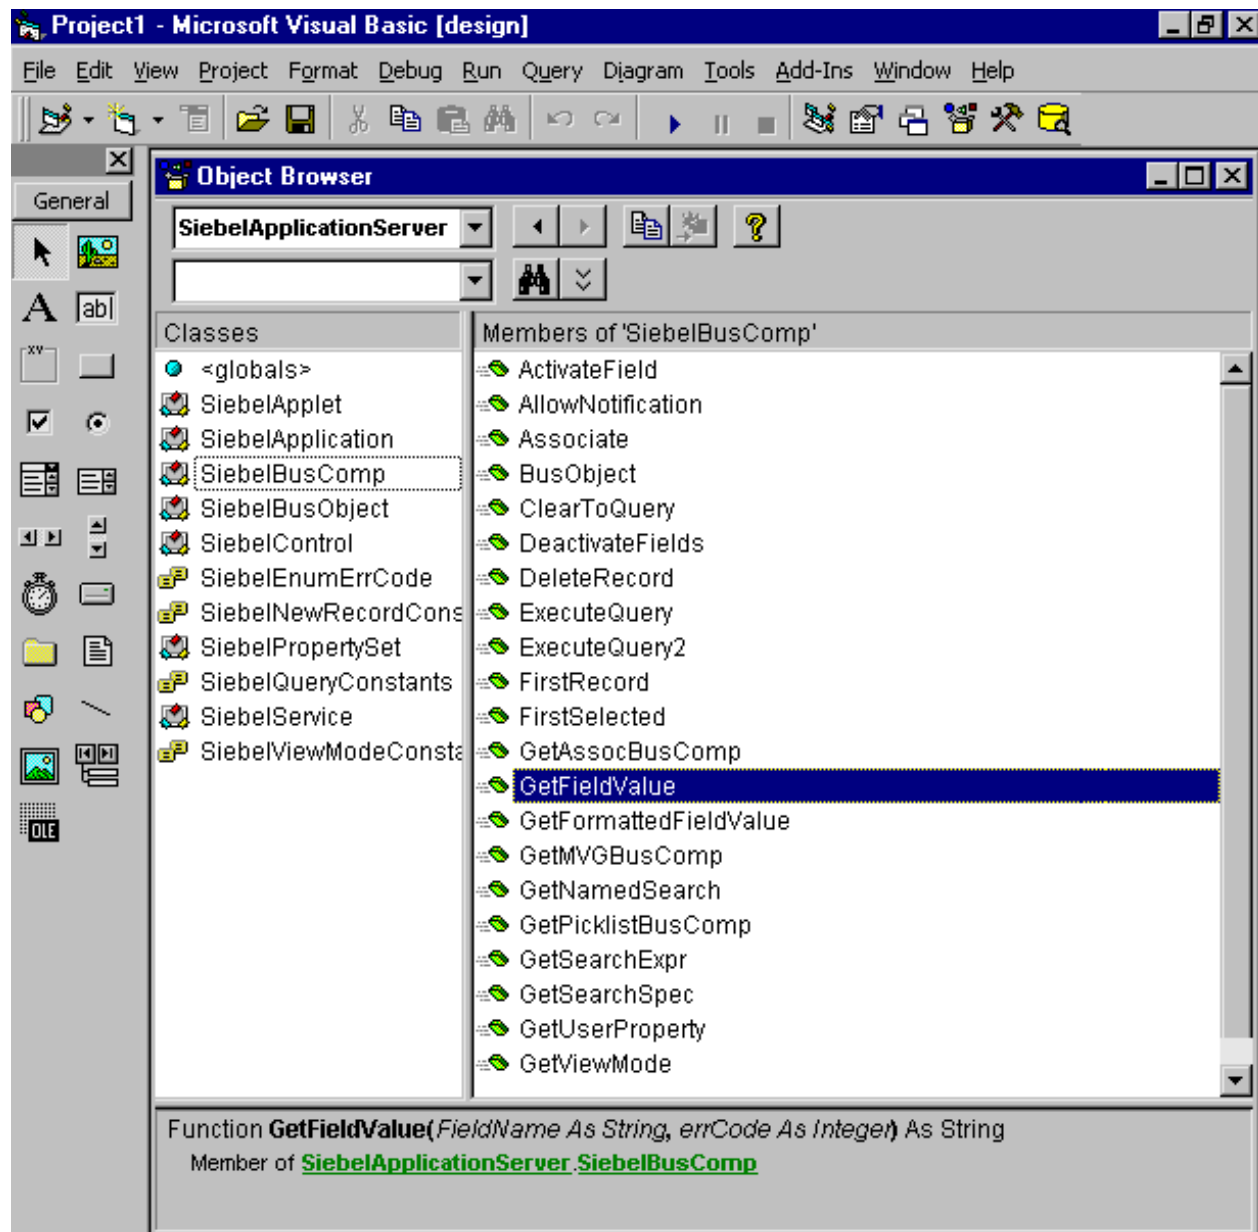 Project1 - Microsoft Visual Basic [design]
File Edit View Project Format Debug Run Query Diagram Tools Add-Ins Window Help
Object Browser
General
SiebelApplicationServer
A ab|
Classes
Members of 'SiebelBusComp'
xv
<globals>
ActivateField
SiebelApplet
AllowNotification
SiebelApplication
Associate
SiebelBusComp
BusObject
SiebelBusObject
ClearToQuery
SiebelControl
DeactivateFields
SiebelEnumErrCode
DeleteRecord
SiebelNewRecordCons
ExecuteQuery
SiebelPropertySet
ExecuteQuery2
SiebelQueryConstants
FirstRecord
SiebelService
FirstSelected
SiebelViewModeConsta
GetAssocBusComp
GetFieldValue
OLE
GetFormattedFieldValue
GetMVGBusComp
GetNamedSearch
GetPicklistBusComp
GetSearchExpr
GetSearchSpec
GetUserProperty
GetViewMode
Function GetFieldValue(FieldName As String, errCode As Integer) As String
Member of SiebelApplicationServer.SiebelBusComp